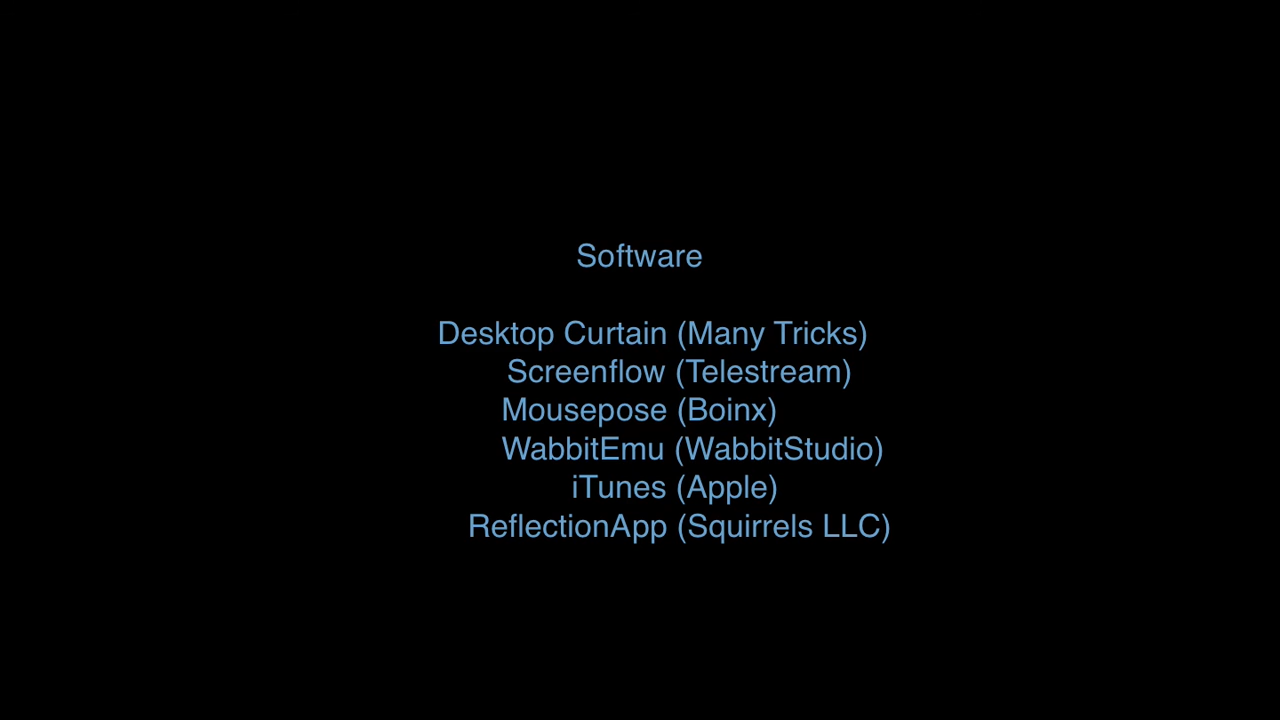 Software
Desktop Curtain (Many Tricks)
Screenflow (Telestream)
Mousepose (Boinx)
WabbitEmu (WabbitStudio)
iTunes (Apple)
ReflectionApp (Squirrels LLC)